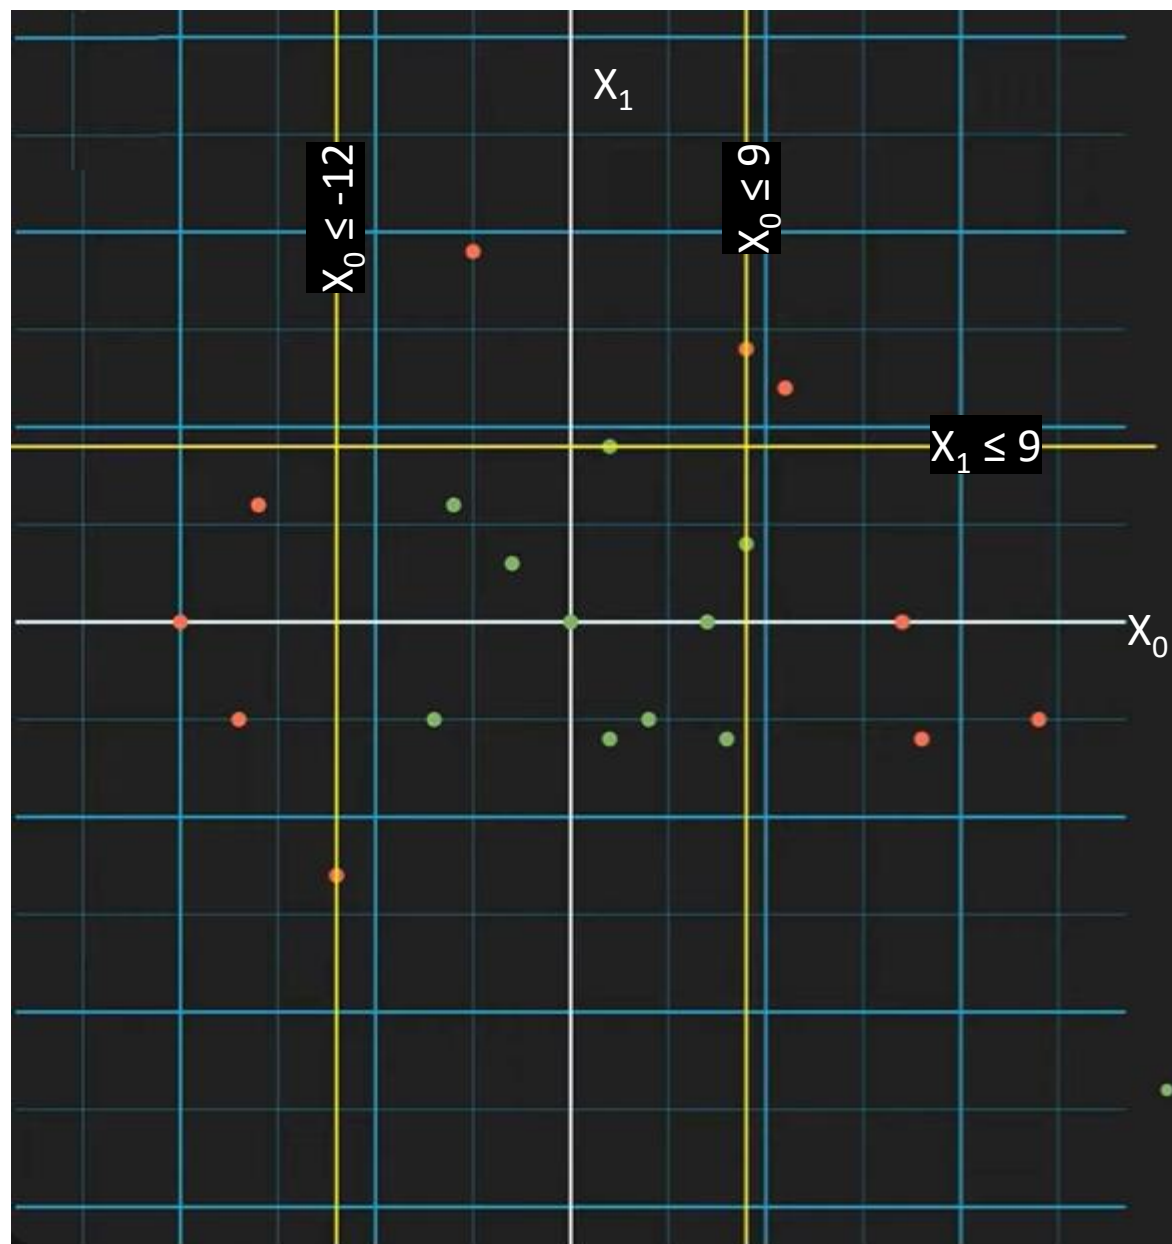 X₁
X₀ ≤ -12
X₀ ≤ 9
X₁ ≤ 9
X₀